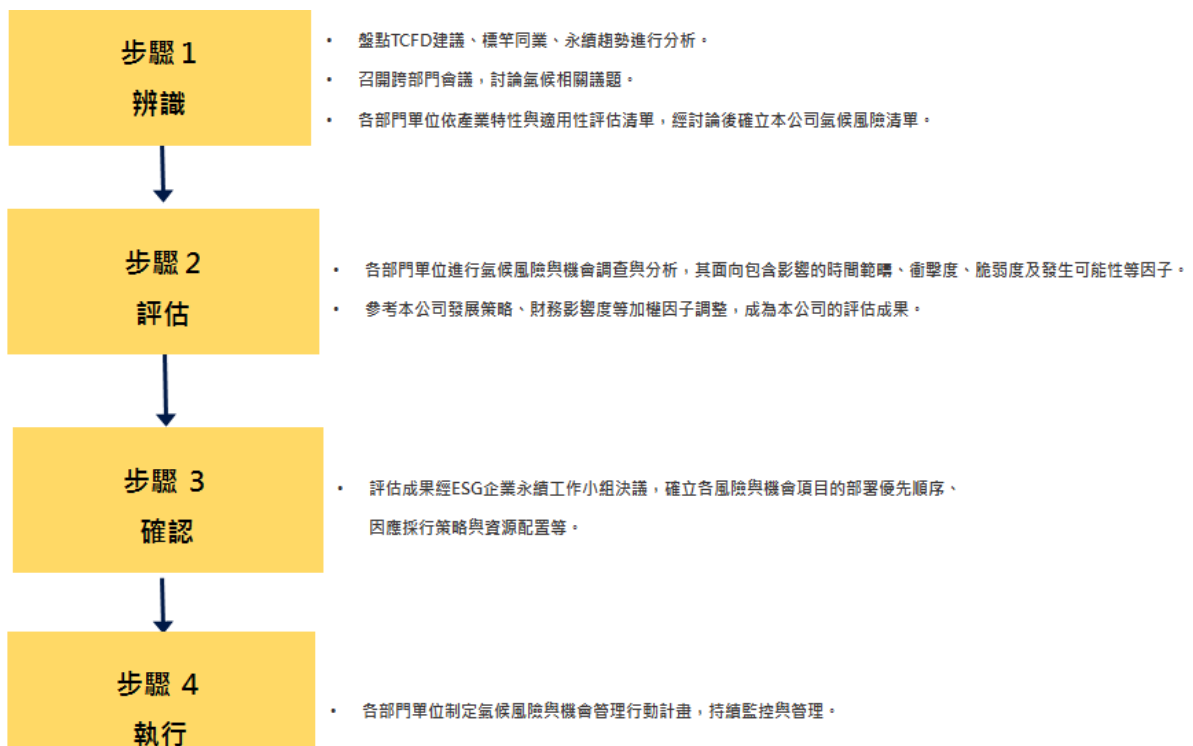 步驟 1
辨識
• 盤點TCFD建議、標竿同業、永續趨勢進行分析。
• 召開跨部門會議，討論氣候相關議題。
• 各部門單位依產業特性與適用性評估清單，經討論後確立本公司氣候風險清單。
步驟 2
評估
• 各部門單位進行氣候風險與機會調查與分析，其面向包含影響的時間範疇、衝擊度、脆弱度及發生可能性等因子。
• 參考本公司發展策略、財務影響度等加權因子調整，成為本公司的評估成果。
步驟 3
確認
• 評估成果經ESG企業永續工作小組決議，確立各風險與機會項目的部署優先順序、
因應採行策略與資源配置等。
步驟 4
執行
• 各部門單位制定氣候風險與機會管理行動計畫，持續監控與管理。